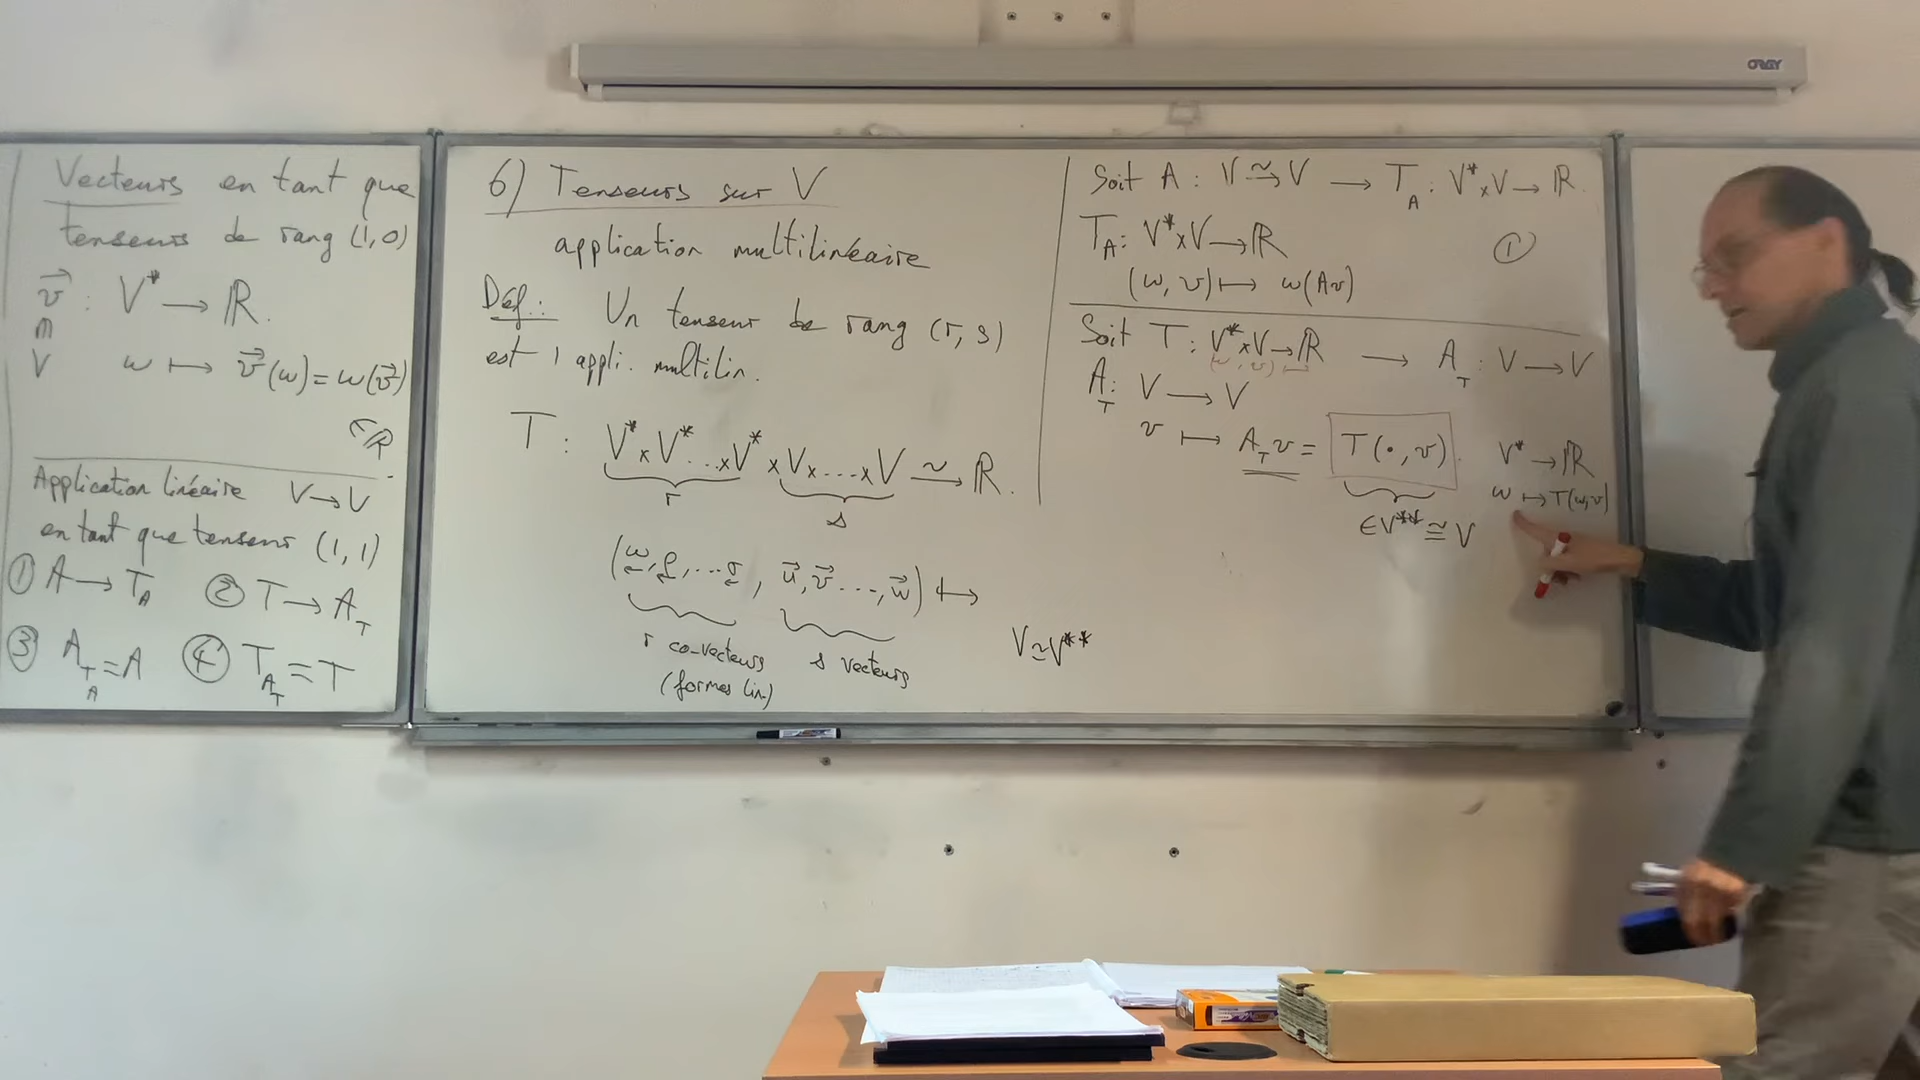 ORAY
Vecteurs en tant que
tenseurs de rang (1,0)
v⃗ : V* → ℝ.
∩
V ω ↦ v⃗(ω) = ω(v⃗)
∈ℝ
Application linéaire V → V
en tant que tenseur (1,1)
① A → T_A ② T → A_T
③ A_{T_A} = A ④ T_{A_T} = T
6) Tenseurs sur V
application multilinéaire
Déf.: Un tenseur de rang (r, s)
est 1 appli. multilin.
T : V* x V* ... x V* x V x .... x V ⥲ ℝ.
r s
(ω, ρ, ... σ, u⃗, v⃗ ..., w⃗) ↦
r co-vecteurs s vecteurs
(formes lin.)
V ≃ V**
Soit A : V ⥲ V → T_A : V* x V → ℝ.
T_A : V* x V → ℝ ①
(ω, v) ↦ ω(Av)
Soit T : V* x V → ℝ → A_T : V → V
(ω, v) ↦
A_T : V → V
v ↦ A_T v = T(•, v).
∈ V** ≅ V
V* → ℝ
ω ↦ T(ω, v)